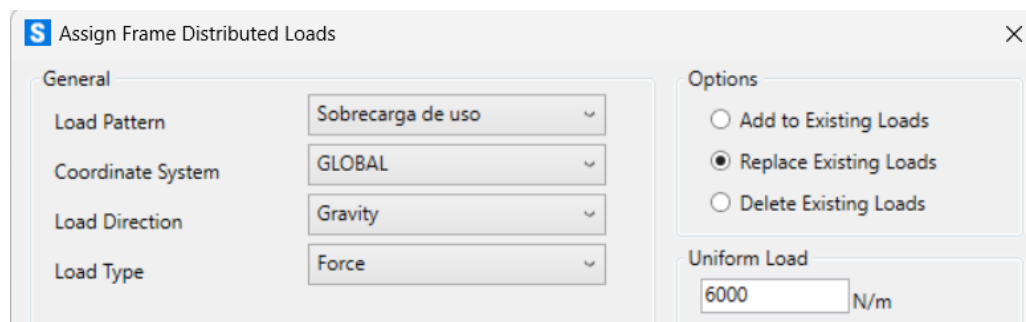 S Assign Frame Distributed Loads
General
Load Pattern Sobrecarga de uso
Coordinate System GLOBAL
Load Direction Gravity
Load Type Force
Options
Add to Existing Loads
Replace Existing Loads
Delete Existing Loads
Uniform Load
6000 N/m